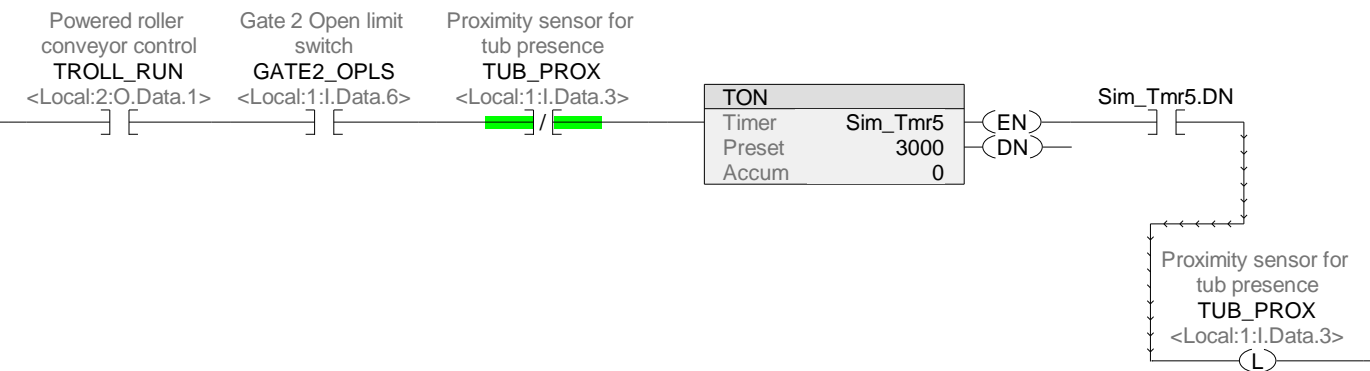 Powered roller
conveyor control
TROLL_RUN
<Local:2:O.Data.1>
Gate 2 Open limit
switch
GATE2_OPLS
<Local:1:I.Data.6>
Proximity sensor for
tub presence
TUB_PROX
<Local:1:I.Data.3>
/
TON
Timer Sim_Tmr5
Preset 3000
Accum 0
EN
DN
Sim_Tmr5.DN
Proximity sensor for
tub presence
TUB_PROX
<Local:1:I.Data.3>
L